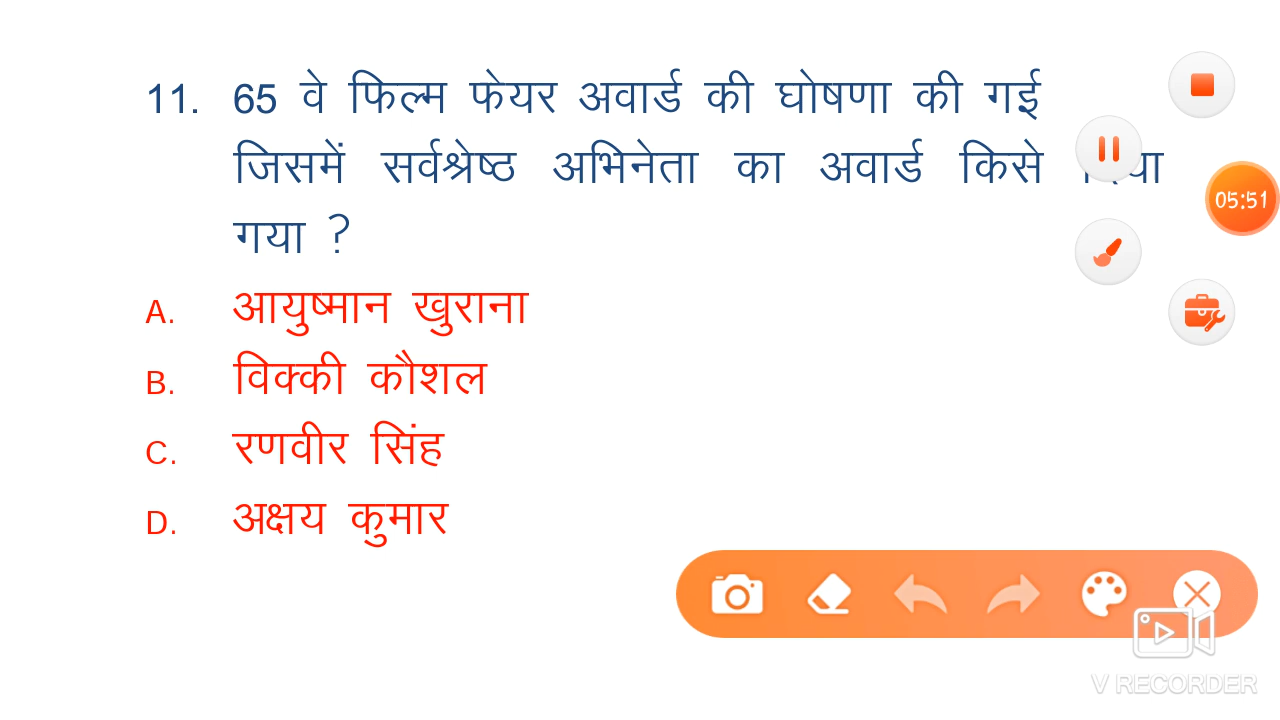 11. 65 वे फिल्म फेयर अवार्ड की घोषणा की गई
जिसमें सर्वश्रेष्ठ अभिनेता का अवार्ड किसे
गया ?
A. आयुष्मान खुराना
B. विक्की कौशल
C. रणवीर सिंह
D. अक्षय कुमार
05:51
V RECORDER